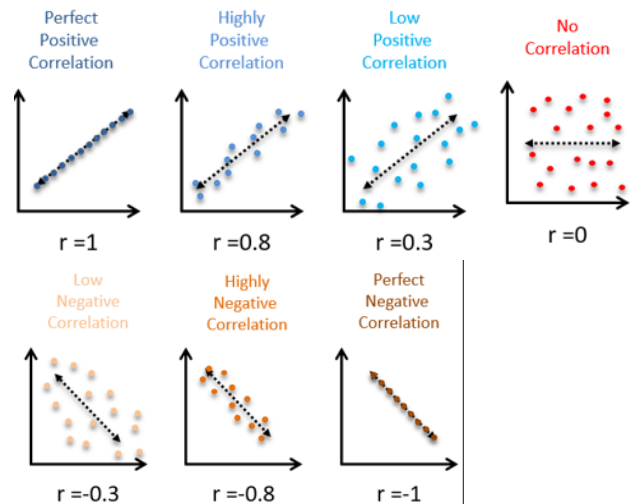 Perfect
Positive
Correlation
Highly
Positive
Correlation
Low
Positive
Correlation
No
Correlation
r =1
r =0.8
r =0.3
r =0
Low
Negative
Correlation
Highly
Negative
Correlation
Perfect
Negative
Correlation
r =-0.3
r =-0.8
r =-1